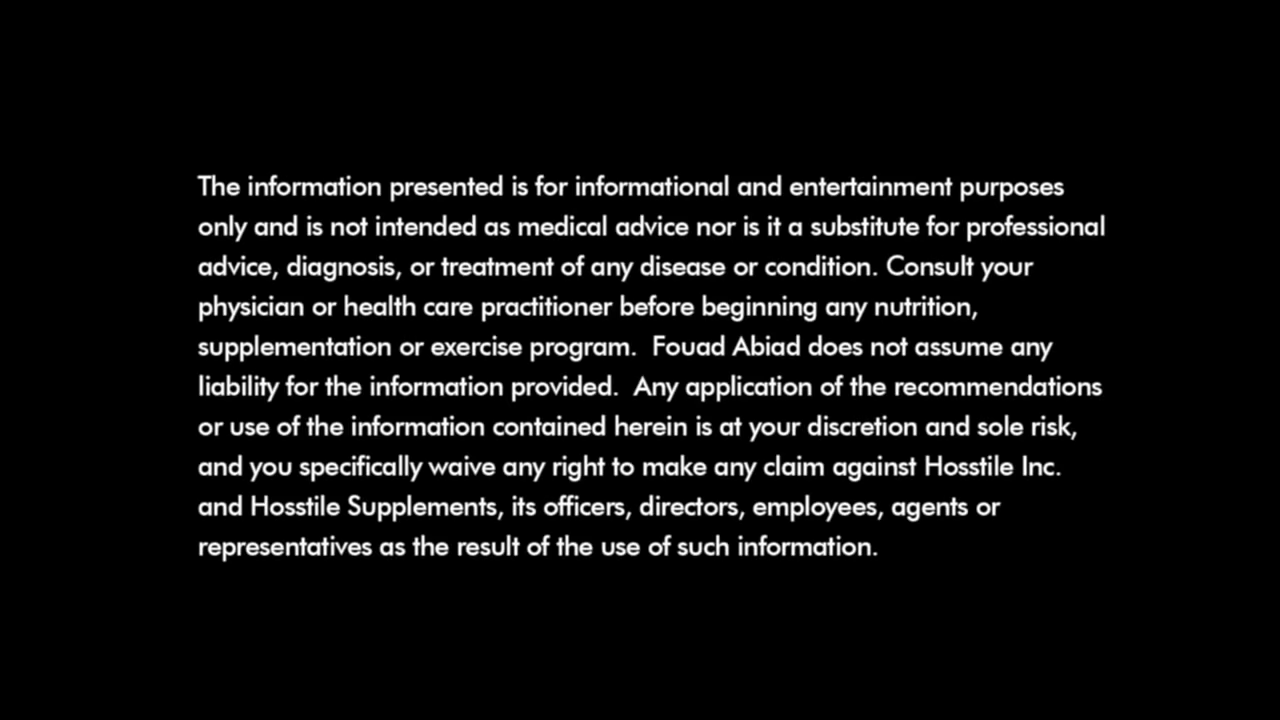 The information presented is for informational and entertainment purposes
only and is not intended as medical advice nor is it a substitute for professional
advice, diagnosis, or treatment of any disease or condition. Consult your
physician or health care practitioner before beginning any nutrition,
supplementation or exercise program.  Fouad Abiad does not assume any
liability for the information provided.  Any application of the recommendations
or use of the information contained herein is at your discretion and sole risk,
and you specifically waive any right to make any claim against Hosstile Inc.
and Hosstile Supplements, its officers, directors, employees, agents or
representatives as the result of the use of such information.